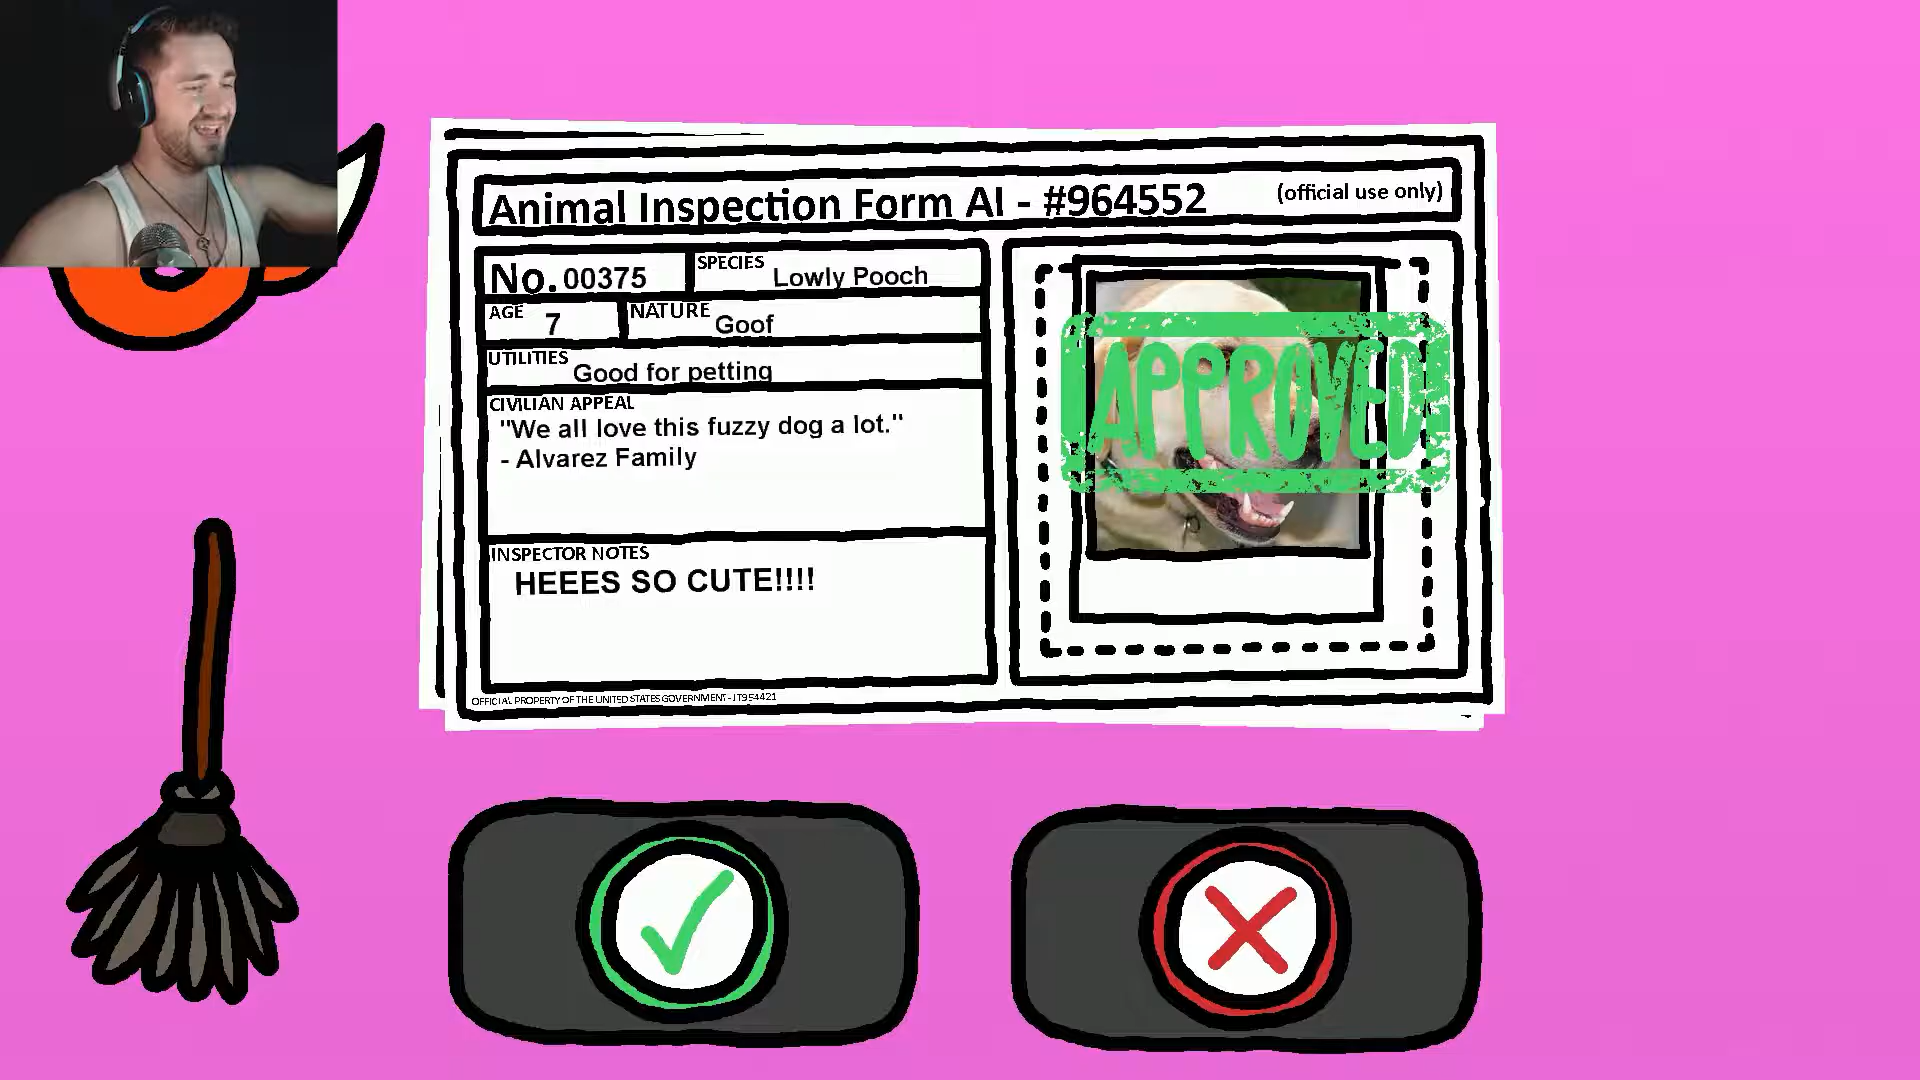 Animal Inspection Form AI - #964552
(official use only)
No. 00375
SPECIES Lowly Pooch
AGE 7
NATURE Goof
UTILITIES Good for petting
CIVILIAN APPEAL
"We all love this fuzzy dog a lot."
- Alvarez Family
INSPECTOR NOTES
HEEES SO CUTE!!!!
OFFICIAL PROPERTY OF THE UNITED STATES GOVERNMENT - JT954421
APPROVED